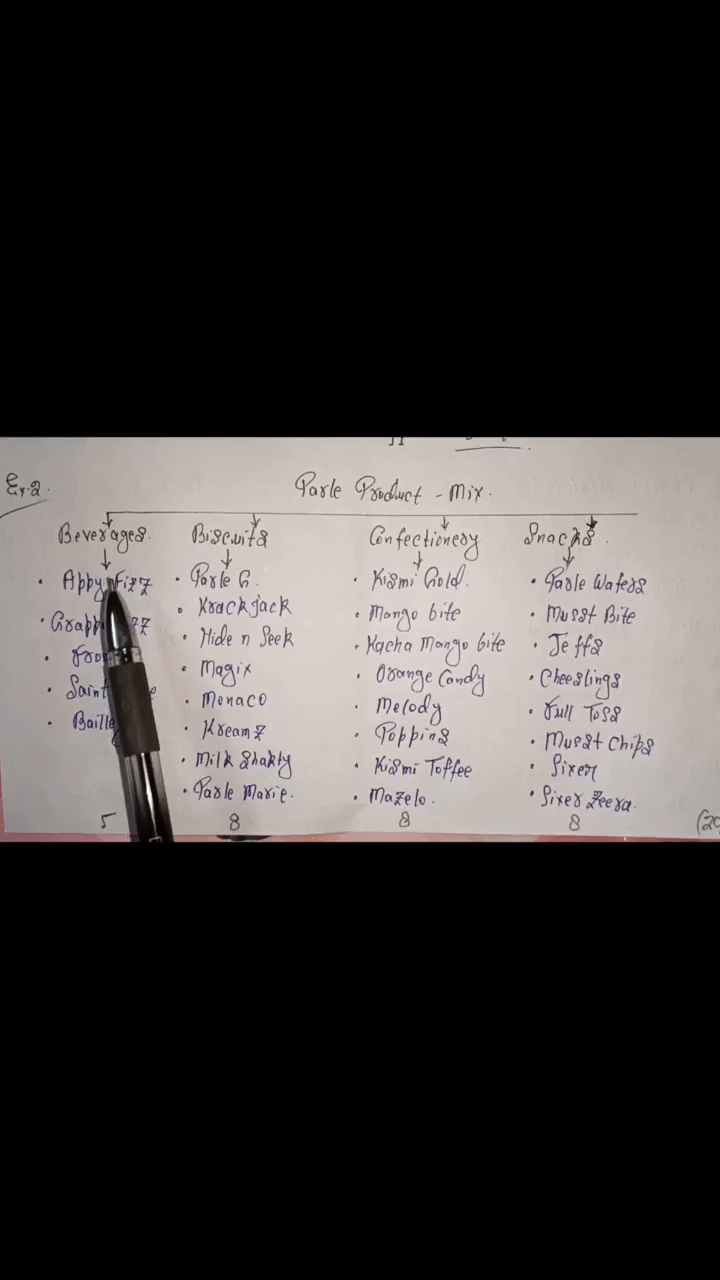 Ex-2.
Parle Product - Mix.
Beverages.
Appy Fizz
Baille
5
Biscuits
Parle G.
Krackjack
Hide n Seek
Magix
Monaco
Kreams
Milk Shakty
Parle Marie.
8
Confectionery
Kismi Gold.
Mango bite
Kacha Mango bite
Orange Candy
Melody
Poppins
Kismi Toffee
Mazelo.
8
Snacks.
Parle Wafers
Musst Bite
Jeffs
Cheeslings
Full Toss
Musst Chips
Sixer
Sixer Zeera.
8